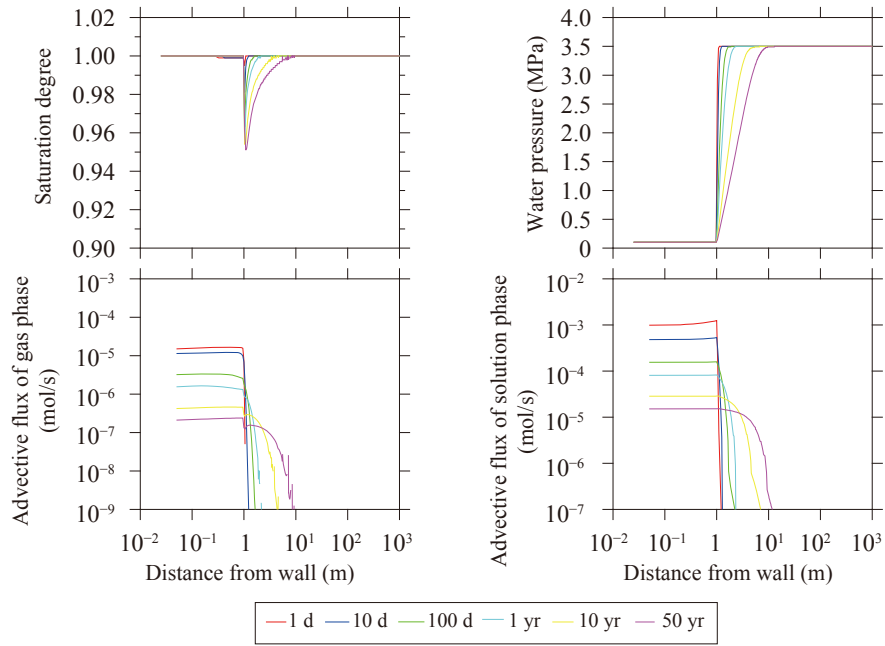 Saturation degree
1.02
1.00
0.98
0.96
0.94
0.92
0.90
Water pressure (MPa)
4.0
3.5
3.0
2.5
2.0
1.5
1.0
0.5
0
Advective flux of gas phase
(mol/s)
10⁻³
10⁻⁴
10⁻⁵
10⁻⁶
10⁻⁷
10⁻⁸
10⁻⁹
10⁻² 10⁻¹ 1 10¹ 10² 10³
Distance from wall (m)
Advective flux of solution phase
(mol/s)
10⁻²
10⁻³
10⁻⁴
10⁻⁵
10⁻⁶
10⁻⁷
10⁻² 10⁻¹ 1 10¹ 10² 10³
Distance from wall (m)
1 d 10 d 100 d 1 yr 10 yr 50 yr